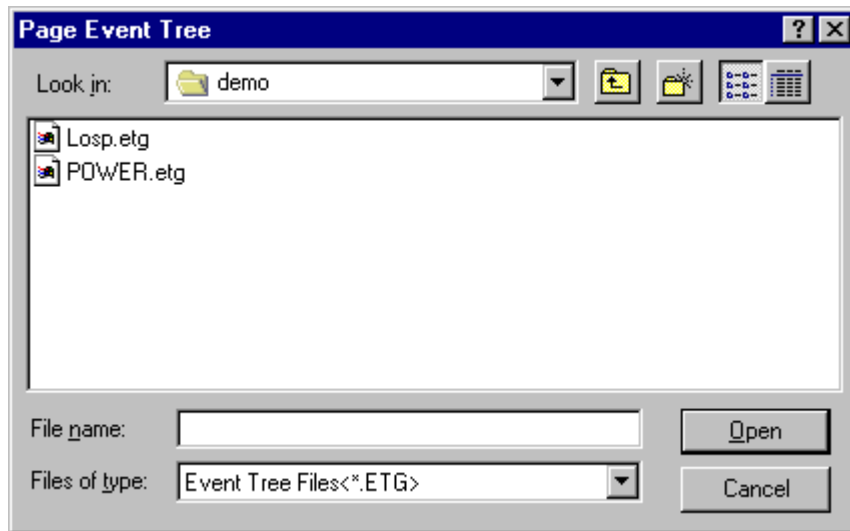 Page Event Tree
Look in: demo
Losp.etg
POWER.etg
File name: Open
Files of type: Event Tree Files<*.ETG> Cancel